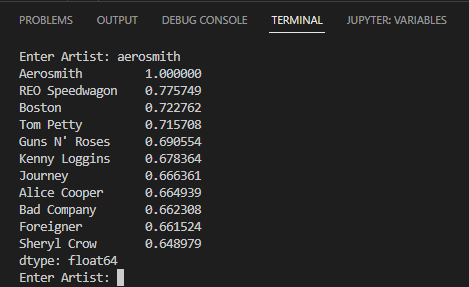 PROBLEMS OUTPUT DEBUG CONSOLE TERMINAL JUPYTER: VARIABLES
Enter Artist: aerosmith
Aerosmith 1.000000
REO Speedwagon 0.775749
Boston 0.722762
Tom Petty 0.715708
Guns N' Roses 0.690554
Kenny Loggins 0.678364
Journey 0.666361
Alice Cooper 0.664939
Bad Company 0.662308
Foreigner 0.661524
Sheryl Crow 0.648979
dtype: float64
Enter Artist: